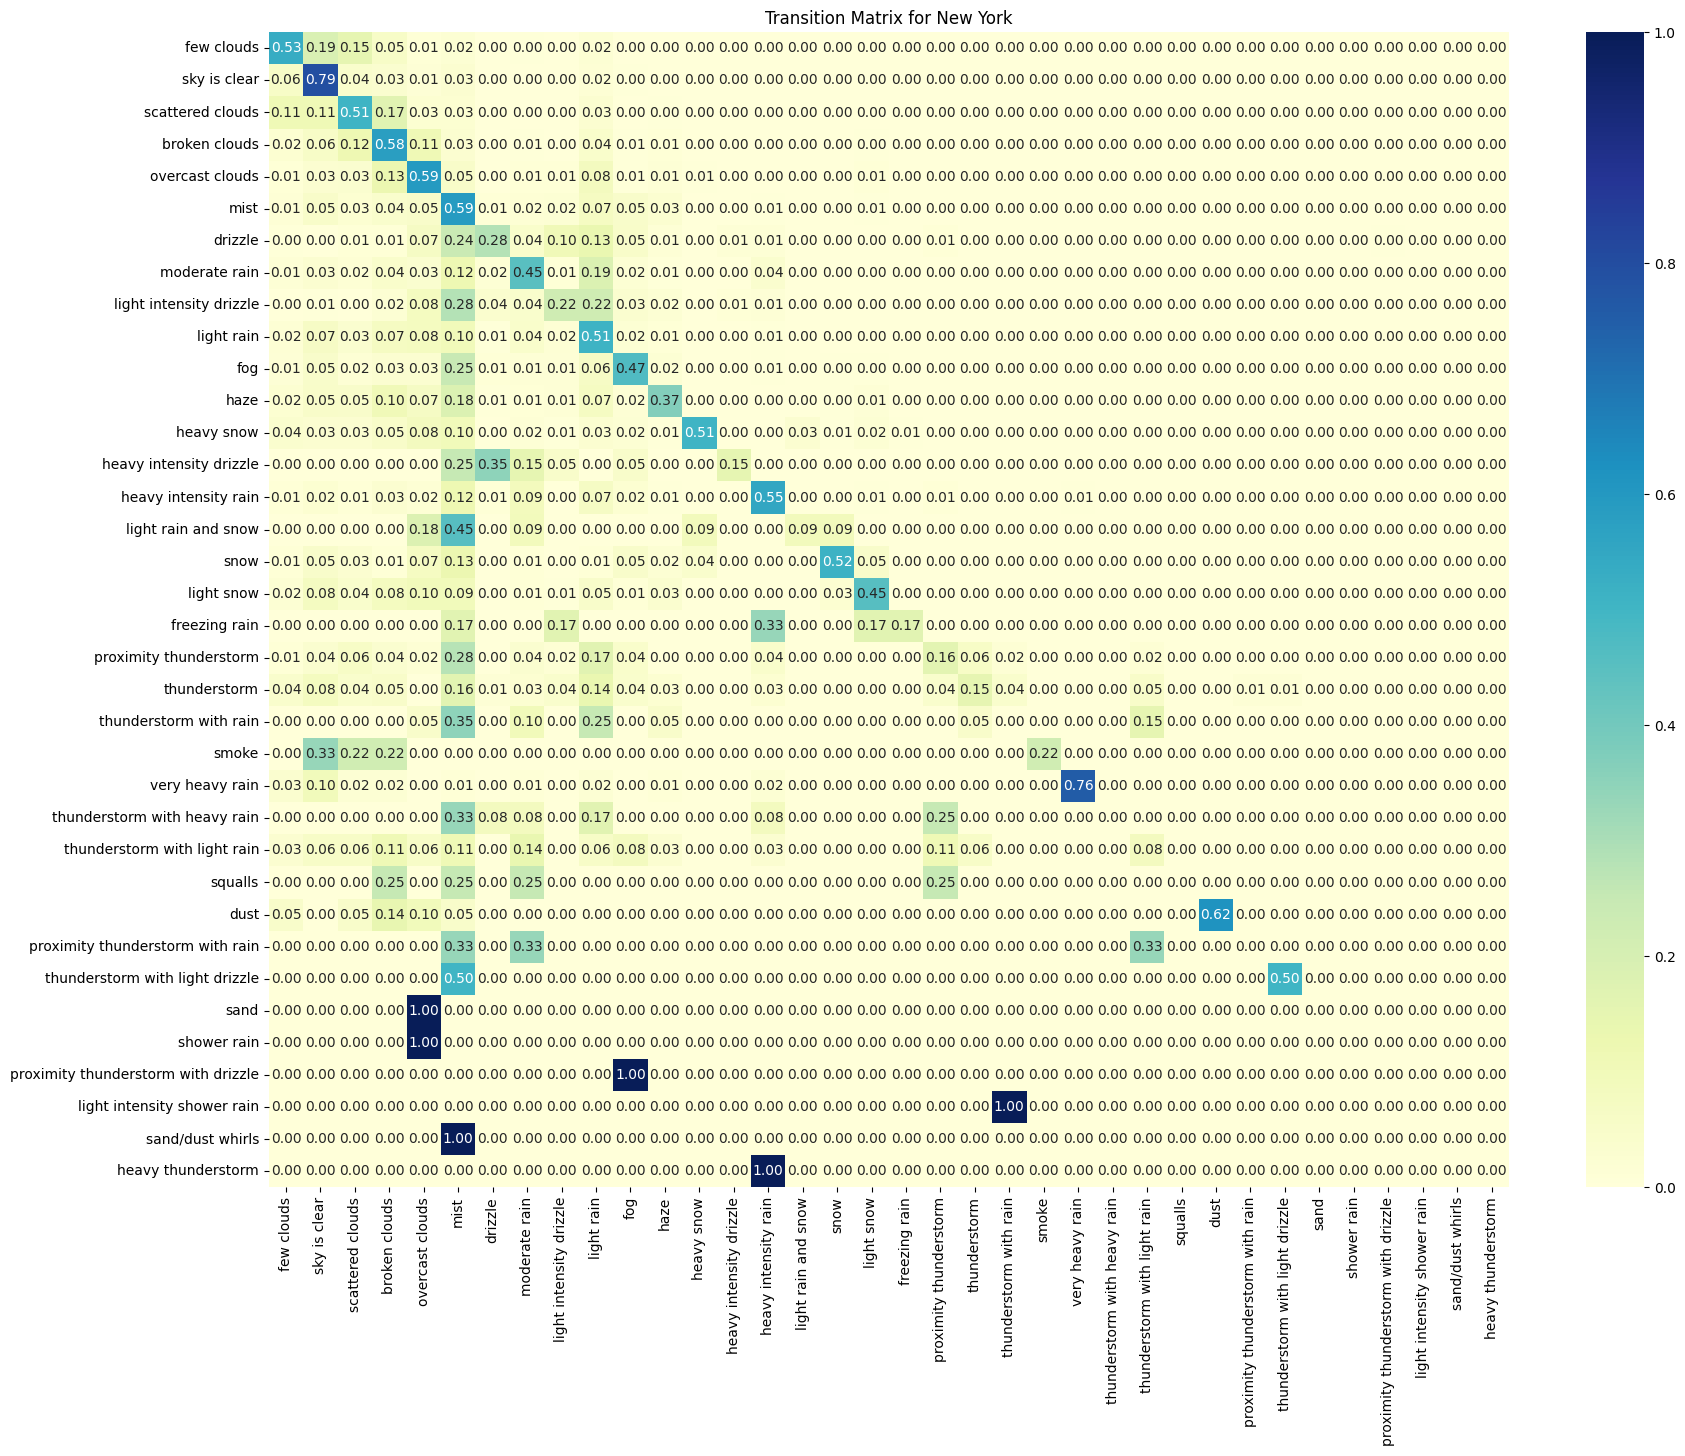 Transition Matrix for New York
few clouds 0.53 0.19 0.15 0.05 0.01 0.02 0.00 0.00 0.00 0.02 0.00 0.00 0.00 0.00 0.00 0.00 0.00 0.00 0.00 0.00 0.00 0.00 0.00 0.00 0.00 0.00 0.00 0.00 0.00 0.00 0.00 0.00 0.00 0.00 0.00 0.00
sky is clear 0.06 0.79 0.04 0.03 0.01 0.03 0.00 0.00 0.00 0.02 0.00 0.00 0.00 0.00 0.00 0.00 0.00 0.00 0.00 0.00 0.00 0.00 0.00 0.00 0.00 0.00 0.00 0.00 0.00 0.00 0.00 0.00 0.00 0.00 0.00 0.00
scattered clouds 0.11 0.11 0.51 0.17 0.03 0.03 0.00 0.00 0.00 0.03 0.00 0.00 0.00 0.00 0.00 0.00 0.00 0.00 0.00 0.00 0.00 0.00 0.00 0.00 0.00 0.00 0.00 0.00 0.00 0.00 0.00 0.00 0.00 0.00 0.00 0.00
broken clouds 0.02 0.06 0.12 0.58 0.11 0.03 0.00 0.01 0.00 0.04 0.01 0.01 0.00 0.00 0.00 0.00 0.00 0.00 0.00 0.00 0.00 0.00 0.00 0.00 0.00 0.00 0.00 0.00 0.00 0.00 0.00 0.00 0.00 0.00 0.00 0.00
overcast clouds 0.01 0.03 0.03 0.13 0.59 0.05 0.00 0.01 0.01 0.08 0.01 0.01 0.01 0.00 0.00 0.00 0.00 0.01 0.00 0.00 0.00 0.00 0.00 0.00 0.00 0.00 0.00 0.00 0.00 0.00 0.00 0.00 0.00 0.00 0.00 0.00
mist 0.01 0.05 0.03 0.04 0.05 0.59 0.01 0.02 0.02 0.07 0.05 0.03 0.00 0.00 0.01 0.00 0.00 0.01 0.00 0.00 0.00 0.00 0.00 0.00 0.00 0.00 0.00 0.00 0.00 0.00 0.00 0.00 0.00 0.00 0.00 0.00
drizzle 0.00 0.00 0.01 0.01 0.07 0.24 0.28 0.04 0.10 0.13 0.05 0.01 0.00 0.01 0.01 0.00 0.00 0.00 0.00 0.01 0.00 0.00 0.00 0.00 0.00 0.00 0.00 0.00 0.00 0.00 0.00 0.00 0.00 0.00 0.00 0.00
moderate rain 0.01 0.03 0.02 0.04 0.03 0.12 0.02 0.45 0.01 0.19 0.02 0.01 0.00 0.00 0.04 0.00 0.00 0.00 0.00 0.00 0.00 0.00 0.00 0.00 0.00 0.00 0.00 0.00 0.00 0.00 0.00 0.00 0.00 0.00 0.00 0.00
light intensity drizzle 0.00 0.01 0.00 0.02 0.08 0.28 0.04 0.04 0.22 0.22 0.03 0.02 0.00 0.01 0.01 0.00 0.00 0.00 0.00 0.00 0.00 0.00 0.00 0.00 0.00 0.00 0.00 0.00 0.00 0.00 0.00 0.00 0.00 0.00 0.00 0.00
light rain 0.02 0.07 0.03 0.07 0.08 0.10 0.01 0.04 0.02 0.51 0.02 0.01 0.00 0.00 0.01 0.00 0.00 0.00 0.00 0.00 0.00 0.00 0.00 0.00 0.00 0.00 0.00 0.00 0.00 0.00 0.00 0.00 0.00 0.00 0.00 0.00
fog 0.01 0.05 0.02 0.03 0.03 0.25 0.01 0.01 0.01 0.06 0.47 0.02 0.00 0.00 0.01 0.00 0.00 0.00 0.00 0.00 0.00 0.00 0.00 0.00 0.00 0.00 0.00 0.00 0.00 0.00 0.00 0.00 0.00 0.00 0.00 0.00
haze 0.02 0.05 0.05 0.10 0.07 0.18 0.01 0.01 0.01 0.07 0.02 0.37 0.00 0.00 0.00 0.00 0.00 0.01 0.00 0.00 0.00 0.00 0.00 0.00 0.00 0.00 0.00 0.00 0.00 0.00 0.00 0.00 0.00 0.00 0.00 0.00
heavy snow 0.04 0.03 0.03 0.05 0.08 0.10 0.00 0.02 0.01 0.03 0.02 0.01 0.51 0.00 0.00 0.03 0.01 0.02 0.01 0.00 0.00 0.00 0.00 0.00 0.00 0.00 0.00 0.00 0.00 0.00 0.00 0.00 0.00 0.00 0.00 0.00
heavy intensity drizzle 0.00 0.00 0.00 0.00 0.00 0.25 0.35 0.15 0.05 0.00 0.05 0.00 0.00 0.15 0.00 0.00 0.00 0.00 0.00 0.00 0.00 0.00 0.00 0.00 0.00 0.00 0.00 0.00 0.00 0.00 0.00 0.00 0.00 0.00 0.00 0.00
heavy intensity rain 0.01 0.02 0.01 0.03 0.02 0.12 0.01 0.09 0.00 0.07 0.02 0.01 0.00 0.00 0.55 0.00 0.00 0.01 0.00 0.01 0.00 0.00 0.00 0.01 0.00 0.00 0.00 0.00 0.00 0.00 0.00 0.00 0.00 0.00 0.00 0.00
light rain and snow 0.00 0.00 0.00 0.00 0.18 0.45 0.00 0.09 0.00 0.00 0.00 0.00 0.09 0.00 0.00 0.09 0.09 0.00 0.00 0.00 0.00 0.00 0.00 0.00 0.00 0.00 0.00 0.00 0.00 0.00 0.00 0.00 0.00 0.00 0.00 0.00
snow 0.01 0.05 0.03 0.01 0.07 0.13 0.00 0.01 0.00 0.01 0.05 0.02 0.04 0.00 0.00 0.00 0.52 0.05 0.00 0.00 0.00 0.00 0.00 0.00 0.00 0.00 0.00 0.00 0.00 0.00 0.00 0.00 0.00 0.00 0.00 0.00
light snow 0.02 0.08 0.04 0.08 0.10 0.09 0.00 0.01 0.01 0.05 0.01 0.03 0.00 0.00 0.00 0.00 0.03 0.45 0.00 0.00 0.00 0.00 0.00 0.00 0.00 0.00 0.00 0.00 0.00 0.00 0.00 0.00 0.00 0.00 0.00 0.00
freezing rain 0.00 0.00 0.00 0.00 0.00 0.17 0.00 0.00 0.17 0.00 0.00 0.00 0.00 0.00 0.33 0.00 0.00 0.17 0.17 0.00 0.00 0.00 0.00 0.00 0.00 0.00 0.00 0.00 0.00 0.00 0.00 0.00 0.00 0.00 0.00 0.00
proximity thunderstorm 0.01 0.04 0.06 0.04 0.02 0.28 0.00 0.04 0.02 0.17 0.04 0.00 0.00 0.00 0.04 0.00 0.00 0.00 0.00 0.16 0.06 0.02 0.00 0.00 0.00 0.02 0.00 0.00 0.00 0.00 0.00 0.00 0.00 0.00 0.00 0.00
thunderstorm 0.04 0.08 0.04 0.05 0.00 0.16 0.01 0.03 0.04 0.14 0.04 0.03 0.00 0.00 0.03 0.00 0.00 0.00 0.00 0.04 0.15 0.04 0.00 0.00 0.00 0.05 0.00 0.00 0.01 0.01 0.00 0.00 0.00 0.00 0.00 0.00
thunderstorm with rain 0.00 0.00 0.00 0.00 0.05 0.35 0.00 0.10 0.00 0.25 0.00 0.05 0.00 0.00 0.00 0.00 0.00 0.00 0.00 0.00 0.05 0.00 0.00 0.00 0.00 0.15 0.00 0.00 0.00 0.00 0.00 0.00 0.00 0.00 0.00 0.00
smoke 0.00 0.33 0.22 0.22 0.00 0.00 0.00 0.00 0.00 0.00 0.00 0.00 0.00 0.00 0.00 0.00 0.00 0.00 0.00 0.00 0.00 0.00 0.22 0.00 0.00 0.00 0.00 0.00 0.00 0.00 0.00 0.00 0.00 0.00 0.00 0.00
very heavy rain 0.03 0.10 0.02 0.02 0.00 0.01 0.00 0.01 0.00 0.02 0.00 0.01 0.00 0.00 0.02 0.00 0.00 0.00 0.00 0.00 0.00 0.00 0.00 0.76 0.00 0.00 0.00 0.00 0.00 0.00 0.00 0.00 0.00 0.00 0.00 0.00
thunderstorm with heavy rain 0.00 0.00 0.00 0.00 0.00 0.33 0.08 0.08 0.00 0.17 0.00 0.00 0.00 0.00 0.08 0.00 0.00 0.00 0.00 0.25 0.00 0.00 0.00 0.00 0.00 0.00 0.00 0.00 0.00 0.00 0.00 0.00 0.00 0.00 0.00 0.00
thunderstorm with light rain 0.03 0.06 0.06 0.11 0.06 0.11 0.00 0.14 0.00 0.06 0.08 0.03 0.00 0.00 0.03 0.00 0.00 0.00 0.00 0.11 0.06 0.00 0.00 0.00 0.00 0.08 0.00 0.00 0.00 0.00 0.00 0.00 0.00 0.00 0.00 0.00
squalls 0.00 0.00 0.00 0.25 0.00 0.25 0.00 0.25 0.00 0.00 0.00 0.00 0.00 0.00 0.00 0.00 0.00 0.00 0.00 0.25 0.00 0.00 0.00 0.00 0.00 0.00 0.00 0.00 0.00 0.00 0.00 0.00 0.00 0.00 0.00 0.00
dust 0.05 0.00 0.05 0.14 0.10 0.05 0.00 0.00 0.00 0.00 0.00 0.00 0.00 0.00 0.00 0.00 0.00 0.00 0.00 0.00 0.00 0.00 0.00 0.00 0.00 0.00 0.00 0.62 0.00 0.00 0.00 0.00 0.00 0.00 0.00 0.00
proximity thunderstorm with rain 0.00 0.00 0.00 0.00 0.00 0.33 0.00 0.33 0.00 0.00 0.00 0.00 0.00 0.00 0.00 0.00 0.00 0.00 0.00 0.00 0.00 0.00 0.00 0.00 0.00 0.33 0.00 0.00 0.00 0.00 0.00 0.00 0.00 0.00 0.00 0.00
thunderstorm with light drizzle 0.00 0.00 0.00 0.00 0.00 0.50 0.00 0.00 0.00 0.00 0.00 0.00 0.00 0.00 0.00 0.00 0.00 0.00 0.00 0.00 0.00 0.00 0.00 0.00 0.00 0.00 0.00 0.00 0.00 0.50 0.00 0.00 0.00 0.00 0.00 0.00
sand 0.00 0.00 0.00 0.00 1.00 0.00 0.00 0.00 0.00 0.00 0.00 0.00 0.00 0.00 0.00 0.00 0.00 0.00 0.00 0.00 0.00 0.00 0.00 0.00 0.00 0.00 0.00 0.00 0.00 0.00 0.00 0.00 0.00 0.00 0.00 0.00
shower rain 0.00 0.00 0.00 0.00 1.00 0.00 0.00 0.00 0.00 0.00 0.00 0.00 0.00 0.00 0.00 0.00 0.00 0.00 0.00 0.00 0.00 0.00 0.00 0.00 0.00 0.00 0.00 0.00 0.00 0.00 0.00 0.00 0.00 0.00 0.00 0.00
proximity thunderstorm with drizzle 0.00 0.00 0.00 0.00 0.00 0.00 0.00 0.00 0.00 0.00 1.00 0.00 0.00 0.00 0.00 0.00 0.00 0.00 0.00 0.00 0.00 0.00 0.00 0.00 0.00 0.00 0.00 0.00 0.00 0.00 0.00 0.00 0.00 0.00 0.00 0.00
light intensity shower rain 0.00 0.00 0.00 0.00 0.00 0.00 0.00 0.00 0.00 0.00 0.00 0.00 0.00 0.00 0.00 0.00 0.00 0.00 0.00 0.00 0.00 1.00 0.00 0.00 0.00 0.00 0.00 0.00 0.00 0.00 0.00 0.00 0.00 0.00 0.00 0.00
sand/dust whirls 0.00 0.00 0.00 0.00 0.00 1.00 0.00 0.00 0.00 0.00 0.00 0.00 0.00 0.00 0.00 0.00 0.00 0.00 0.00 0.00 0.00 0.00 0.00 0.00 0.00 0.00 0.00 0.00 0.00 0.00 0.00 0.00 0.00 0.00 0.00 0.00
heavy thunderstorm 0.00 0.00 0.00 0.00 0.00 0.00 0.00 0.00 0.00 0.00 0.00 0.00 0.00 0.00 1.00 0.00 0.00 0.00 0.00 0.00 0.00 0.00 0.00 0.00 0.00 0.00 0.00 0.00 0.00 0.00 0.00 0.00 0.00 0.00 0.00 0.00
few clouds
sky is clear
scattered clouds
broken clouds
overcast clouds
mist
drizzle
moderate rain
light intensity drizzle
light rain
fog
haze
heavy snow
heavy intensity drizzle
heavy intensity rain
light rain and snow
snow
light snow
freezing rain
proximity thunderstorm
thunderstorm
thunderstorm with rain
smoke
very heavy rain
thunderstorm with heavy rain
thunderstorm with light rain
squalls
dust
proximity thunderstorm with rain
thunderstorm with light drizzle
sand
shower rain
proximity thunderstorm with drizzle
light intensity shower rain
sand/dust whirls
heavy thunderstorm
1.0
0.8
0.6
0.4
0.2
0.0